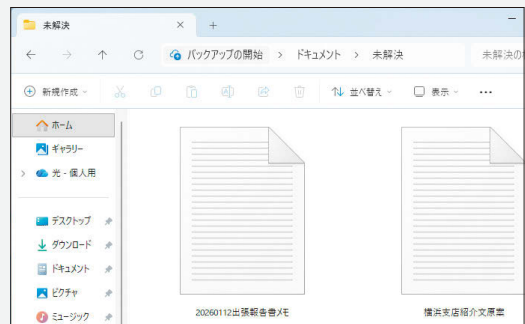 未解決
バックアップの開始 > ドキュメント > 未解決 未解決の
新規作成 並べ替え 表示 ...
ホーム
ギャラリー
光 - 個人用
デスクトップ
ダウンロード
ドキュメント
ピクチャ
ミュージック
20260112出張報告書メモ 横浜支店紹介文原案